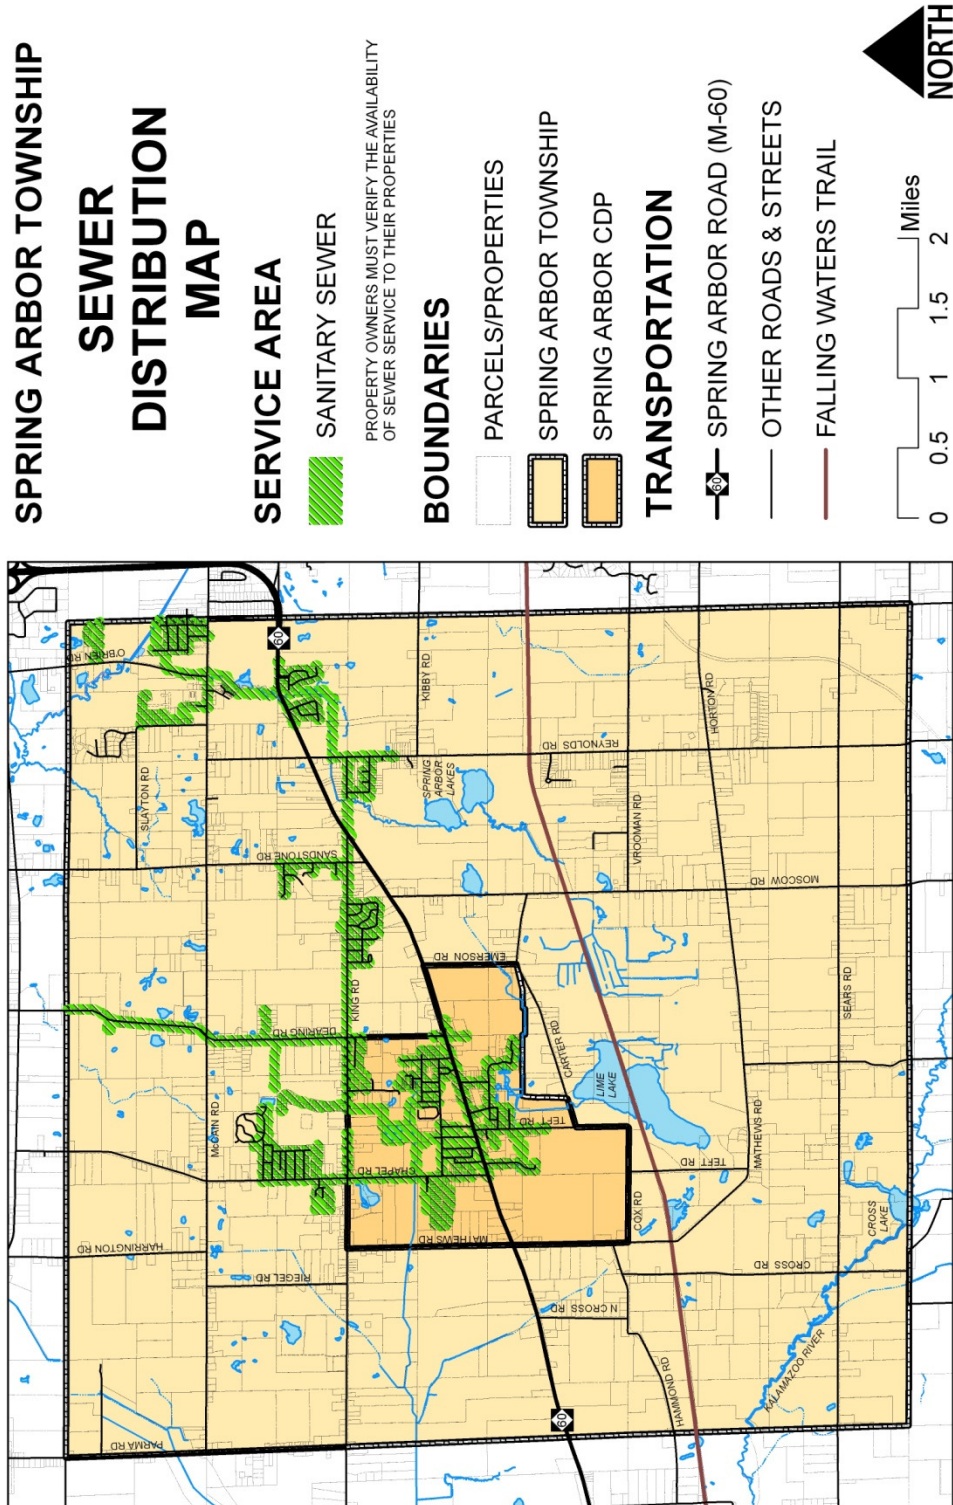 SPRING ARBOR TOWNSHIP
SEWER
DISTRIBUTION
MAP
SERVICE AREA
SANITARY SEWER
PROPERTY OWNERS MUST VERIFY THE AVAILABILITY
OF SEWER SERVICE TO THEIR PROPERTIES
BOUNDARIES
PARCELS/PROPERTIES
SPRING ARBOR TOWNSHIP
SPRING ARBOR CDP
TRANSPORTATION
60
SPRING ARBOR ROAD (M-60)
OTHER ROADS & STREETS
FALLING WATERS TRAIL
0
0.5
1
1.5
2
Miles
NORTH
PARMA RD
HARRINGTON RD
RIEGEL RD
McCAIN RD
CHAPEL RD
DEARING RD
KING RD
SANDSTONE RD
SLAYTON RD
O'BRIEN RD
60
KIBBY RD
SPRING
ARBOR
LAKES
REYNOLDS RD
EMERSON RD
MATHEWS RD
TEFT RD
CARTER RD
LIME
LAKE
MOSCOW RD
VROOMAN RD
HORTON RD
60
N CROSS RD
COX RD
TEFT RD
HAMMOND RD
MATHEWS RD
SEARS RD
CROSS RD
CROSS
LAKE
KALAMAZOO RIVER